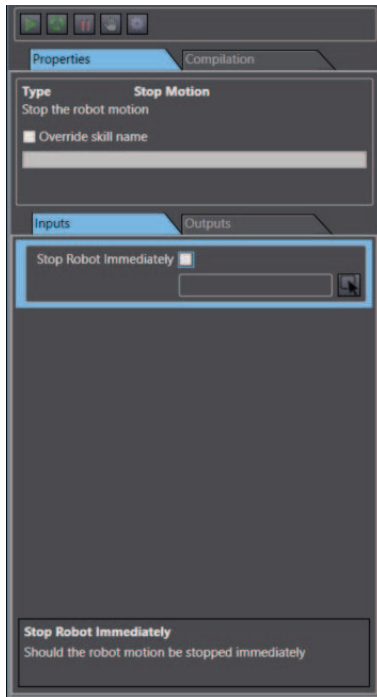 Properties Compilation
Type Stop Motion
Stop the robot motion
Override skill name
Inputs Outputs
Stop Robot Immediately
Stop Robot Immediately
Should the robot motion be stopped immediately